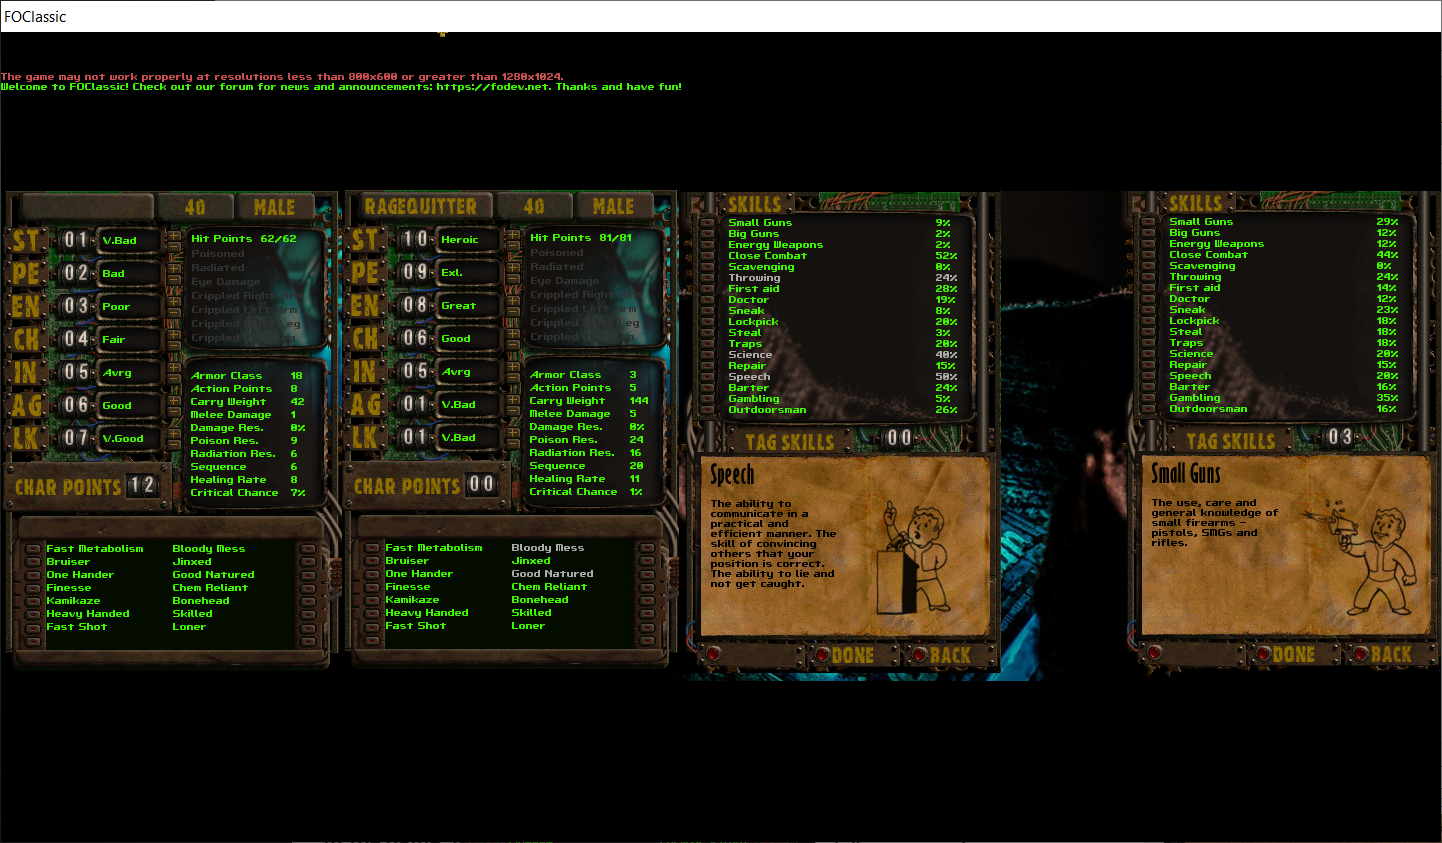 FOClassic
The game may not work properly at resolutions less than 800x600 or greater than 1280x1024.
Welcome to FOClassic! Check out our forum for news and announcements: https://fodev.net. Thanks and have fun!
40 MALE
ST 01 V.Bad
PE 02 Bad
EN 03 Poor
CH 04 Fair
IN 05 Avrg
AG 06 Good
LK 07 V.Good
CHAR POINTS 12
Hit Points 62/62
Poisoned
Radiated
Eye Damage
Crippled Right
Crippled Left Arm
Crippled Leg
Crippled
Armor Class 18
Action Points 8
Carry Weight 42
Melee Damage 1
Damage Res. 0%
Poison Res. 9
Radiation Res. 6
Sequence 6
Healing Rate 8
Critical Chance 7%
Fast Metabolism Bloody Mess
Bruiser Jinxed
One Hander Good Natured
Finesse Chem Reliant
Kamikaze Bonehead
Heavy Handed Skilled
Fast Shot Loner
RAGEQUITTER 40 MALE
ST 10 Heroic
PE 09 Exl.
EN 08 Great
CH 06 Good
IN 05 Avrg
AG 01 V.Bad
LK 01 V.Bad
CHAR POINTS 00
Hit Points 81/81
Poisoned
Radiated
Eye Damage
Crippled Right
Crippled Left Arm
Crippled Leg
Crippled
Armor Class 3
Action Points 5
Carry Weight 144
Melee Damage 5
Damage Res. 0%
Poison Res. 24
Radiation Res. 16
Sequence 20
Healing Rate 11
Critical Chance 1%
Fast Metabolism Bloody Mess
Bruiser Jinxed
One Hander Good Natured
Finesse Chem Reliant
Kamikaze Bonehead
Heavy Handed Skilled
Fast Shot Loner
SKILLS
Small Guns 9%
Big Guns 2%
Energy Weapons 2%
Close Combat 52%
Scavenging 0%
Throwing 24%
First aid 28%
Doctor 19%
Sneak 8%
Lockpick 20%
Steal 3%
Traps 20%
Science 40%
Repair 15%
Speech 50%
Barter 24%
Gambling 5%
Outdoorsman 26%
TAG SKILLS 00
Speech
The ability to
communicate in a
practical and
efficient manner. The
skill of convincing
others that your
position is correct.
The ability to lie and
not get caught.
DONE BACK
SKILLS
Small Guns 29%
Big Guns 12%
Energy Weapons 12%
Close Combat 44%
Scavenging 0%
Throwing 24%
First aid 14%
Doctor 12%
Sneak 23%
Lockpick 18%
Steal 18%
Traps 18%
Science 20%
Repair 15%
Speech 20%
Barter 16%
Gambling 35%
Outdoorsman 16%
TAG SKILLS 03
Small Guns
The use, care and
general knowledge of
small firearms –
pistols, SMGs and
rifles.
DONE BACK